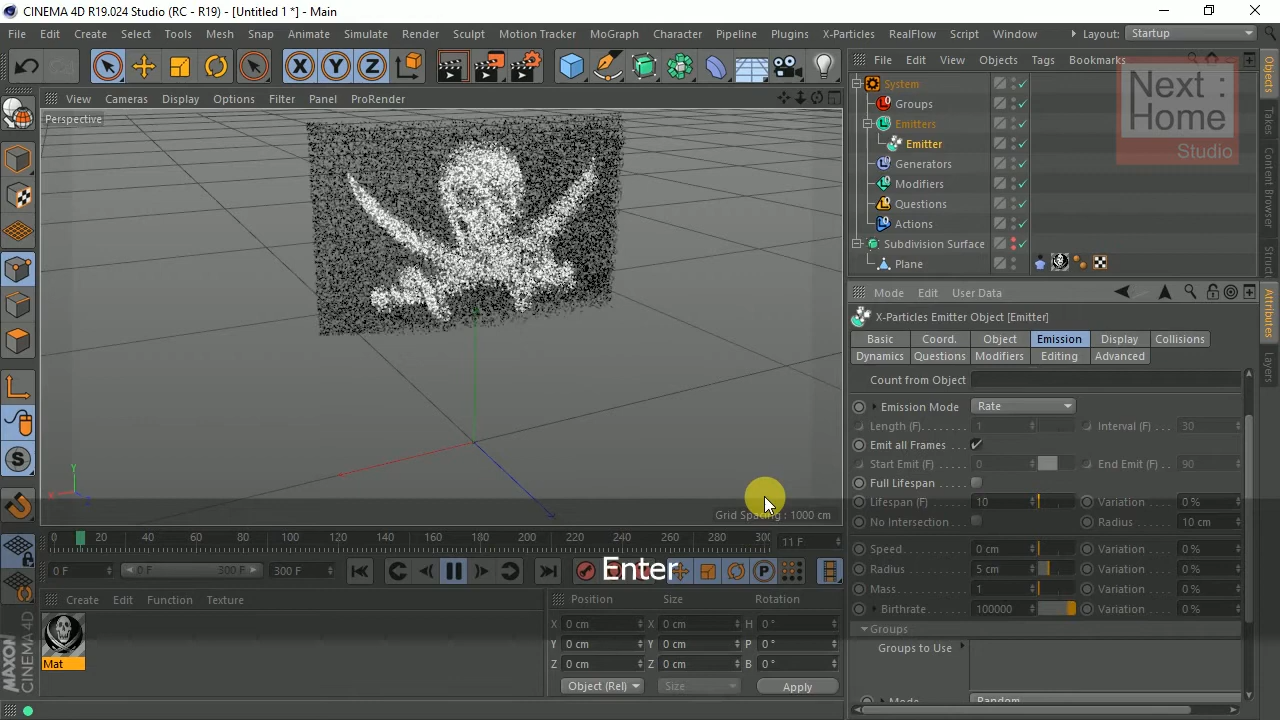 CINEMA 4D R19.024 Studio (RC - R19) - [Untitled 1 *] - Main
File Edit Create Select Tools Mesh Snap Animate Simulate Render Sculpt Motion Tracker MoGraph Character Pipeline Plugins X-Particles RealFlow Script Window Layout: Startup
File Edit View Objects Tags Bookmarks
View Cameras Display Options Filter Panel ProRender
Perspective
System
Groups
Emitters
Emitter
Generators
Modifiers
Questions
Actions
Subdivision Surface
Plane
Next :
Home
Studio
Objects
Takes
Content Browser
Attributes
Layers
Mode Edit User Data
X-Particles Emitter Object [Emitter]
Basic Coord. Object Emission Display Collisions
Dynamics Questions Modifiers Editing Advanced
Count from Object
Emission Mode Rate
Length (F) 1 Interval (F) 30
Emit all Frames
Start Emit (F) 0 End Emit (F) 90
Full Lifespan
Lifespan (F) 10 Variation 0 %
No Intersection Radius 10 cm
Speed 0 cm Variation 0 %
Radius 5 cm Variation 0 %
Mass 1 Variation 0 %
Birthrate 100000 Variation 0 %
Groups
Groups to Use
Mode Random
X Y Z
Y
X Z
Grid Spacing : 1000 cm
0 20 40 60 80 100 120 140 160 180 200 220 240 260 280 300 11 F
0 F 0 F 300 F 300 F
Enter
Create Edit Function Texture
Mat
Position Size Rotation
X 0 cm X 0 cm H 0 °
Y 0 cm Y 0 cm P 0 °
Z 0 cm Z 0 cm B 0 °
Object (Rel) Size Apply
MAXON
CINEMA 4D